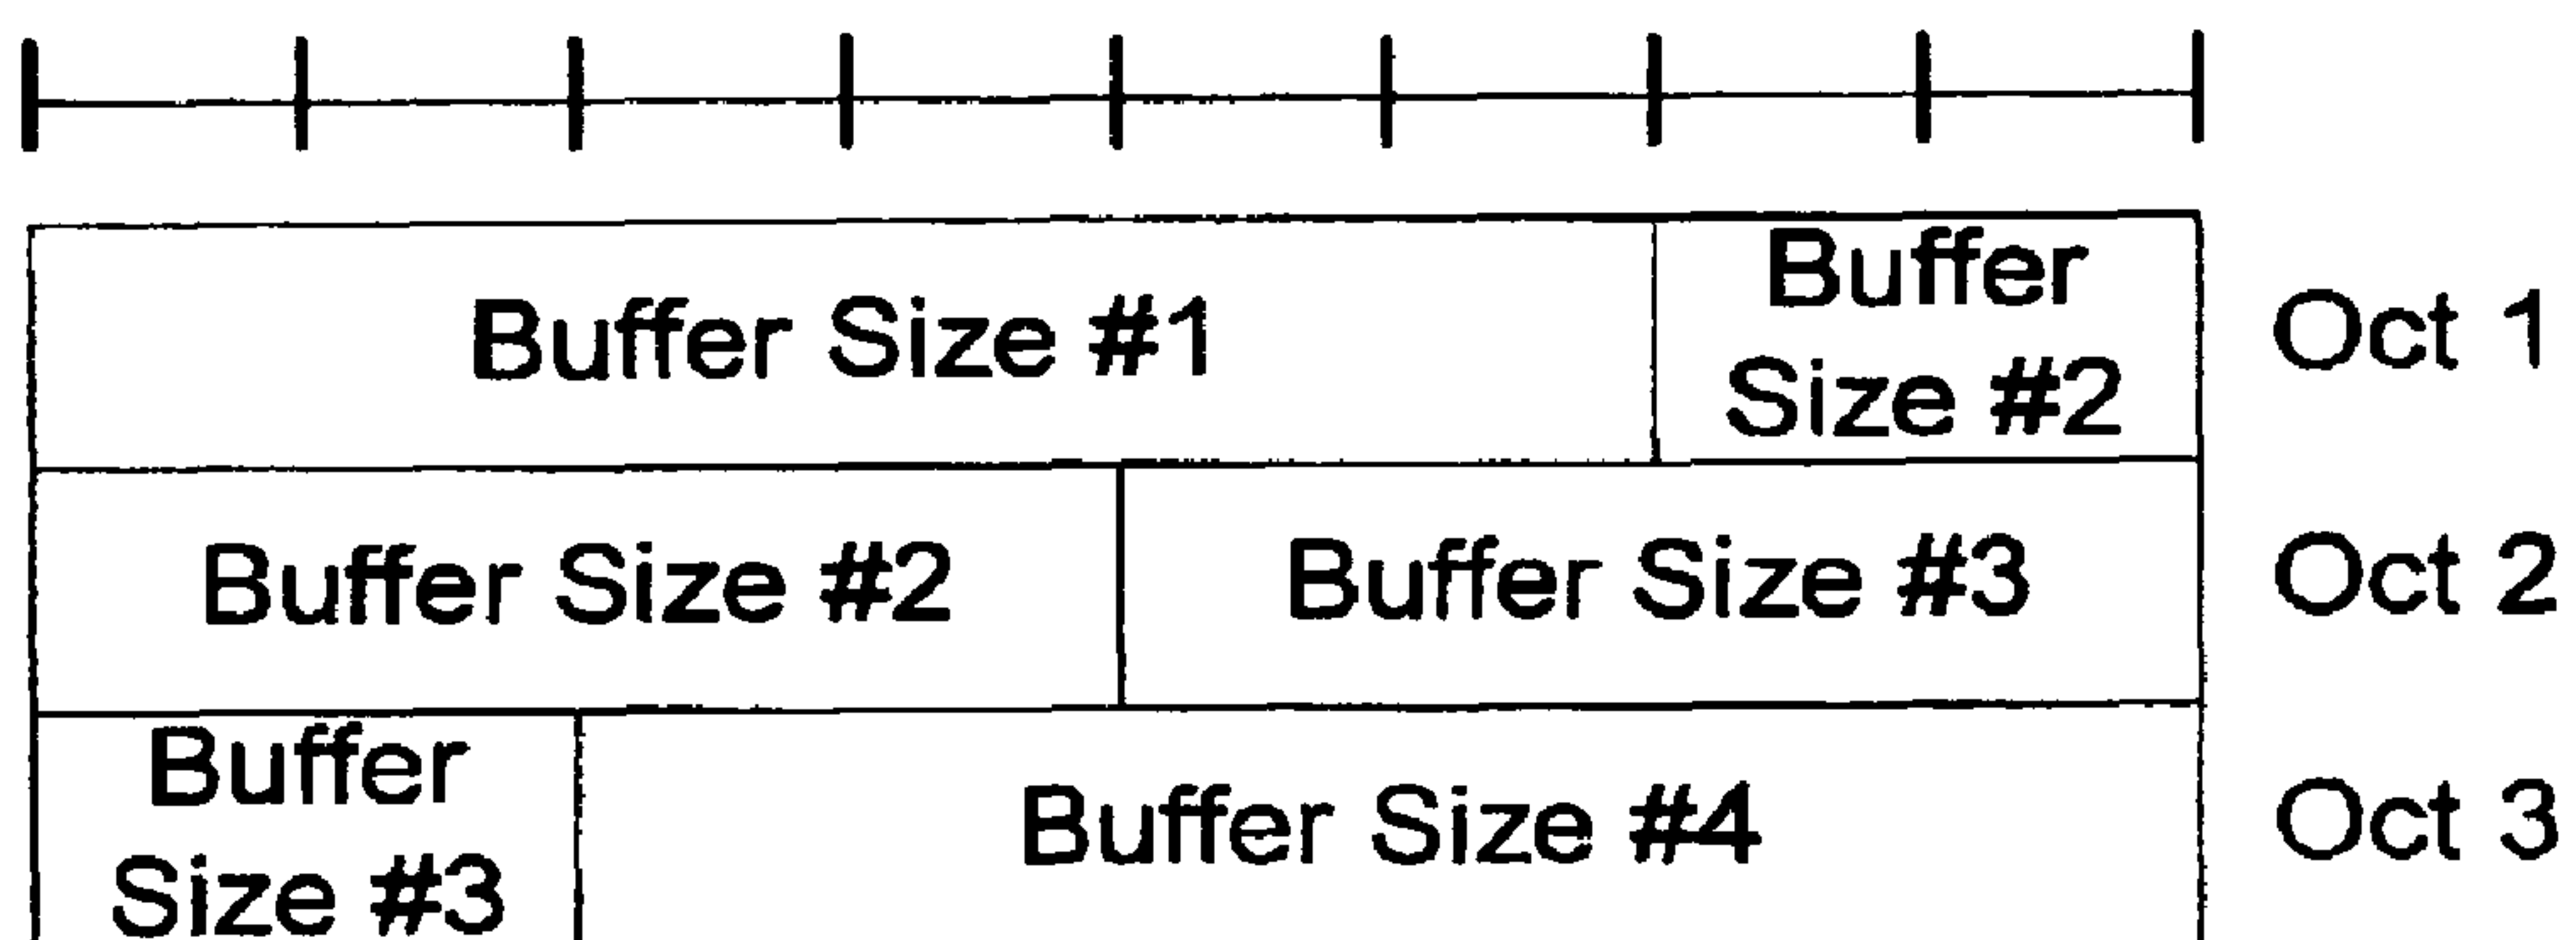 Buffer Size #1
Buffer
Size #2
Oct 1
Buffer Size #2
Buffer Size #3
Oct 2
Buffer
Size #3
Buffer Size #4
Oct 3